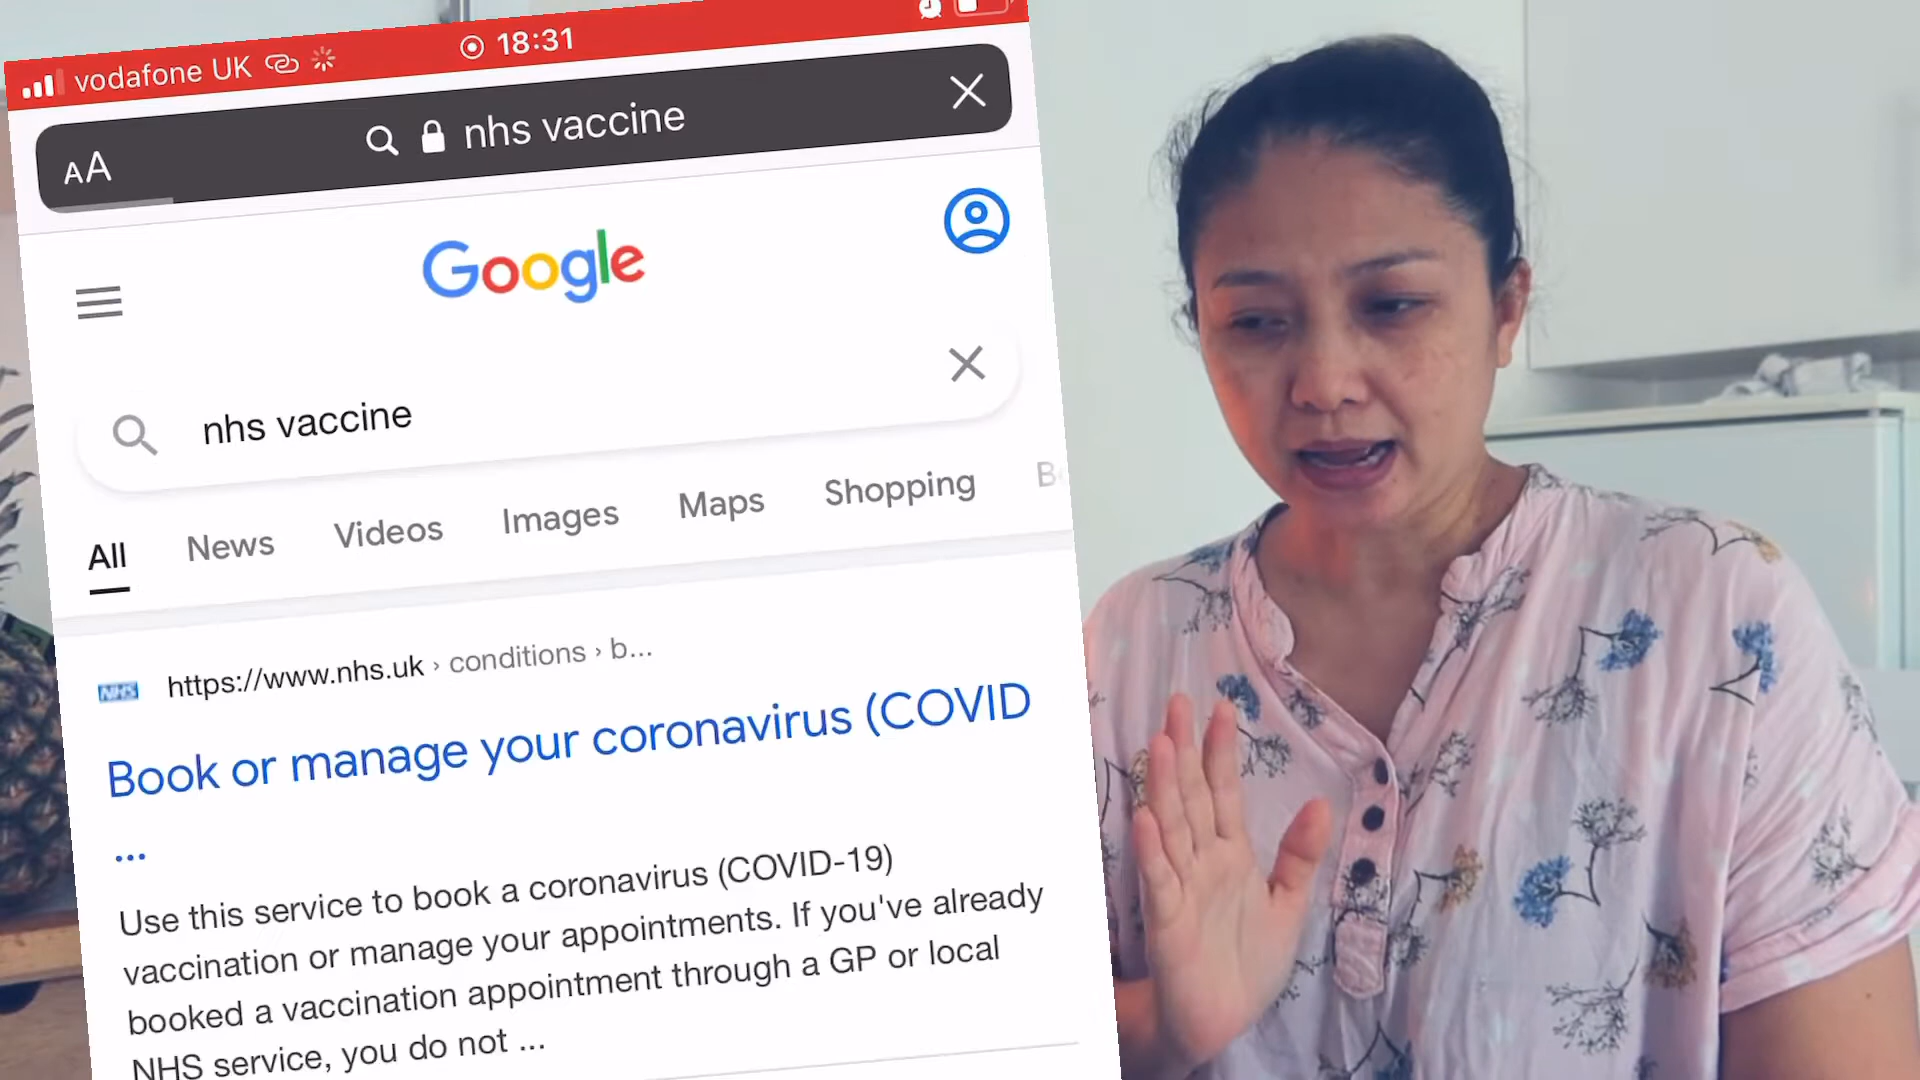 vodafone UK 18:31
AA nhs vaccine
Google
nhs vaccine
All News Videos Images Maps Shopping
NHS https://www.nhs.uk › conditions › b...
Book or manage your coronavirus (COVID
...
Use this service to book a coronavirus (COVID-19)
vaccination or manage your appointments. If you've already
booked a vaccination appointment through a GP or local
NHS service, you do not ...